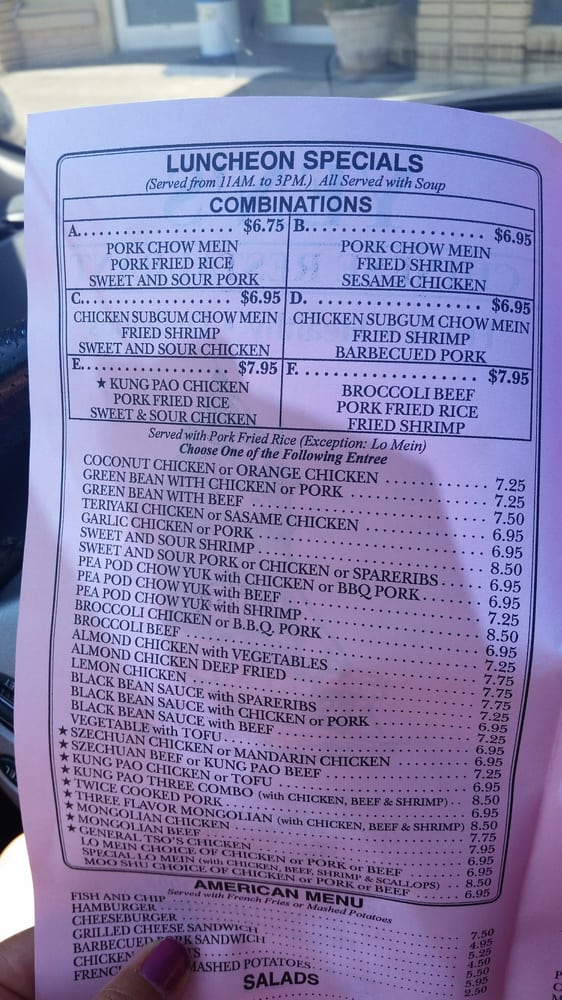 LUNCHEON SPECIALS
(Served from 11AM. to 3PM.) All Served with Soup
COMBINATIONS
A. $6.75
PORK CHOW MEIN
PORK FRIED RICE
SWEET AND SOUR PORK
B. $6.95
PORK CHOW MEIN
FRIED SHRIMP
SESAME CHICKEN
C. $6.95
CHICKEN SUBGUM CHOW MEIN
FRIED SHRIMP
SWEET AND SOUR CHICKEN
D. $6.95
CHICKEN SUBGUM CHOW MEIN
FRIED SHRIMP
BARBECUED PORK
E. $7.95
★ KUNG PAO CHICKEN
PORK FRIED RICE
SWEET & SOUR CHICKEN
F. $7.95
BROCCOLI BEEF
PORK FRIED RICE
FRIED SHRIMP
Served with Pork Fried Rice (Exception: Lo Mein)
Choose One of the Following Entree
COCONUT CHICKEN or ORANGE CHICKEN 7.25
GREEN BEAN WITH CHICKEN or PORK 7.25
GREEN BEAN WITH BEEF 7.50
TERIYAKI CHICKEN or SASAME CHICKEN 6.95
GARLIC CHICKEN or PORK 6.95
SWEET AND SOUR SHRIMP 8.50
SWEET AND SOUR PORK or CHICKEN or SPARERIBS 6.95
PEA POD CHOW YUK with CHICKEN or BBQ PORK 6.95
PEA POD CHOW YUK with BEEF 7.25
PEA POD CHOW YUK with SHRIMP 8.50
BROCCOLI CHICKEN or B.B.Q. PORK 6.95
BROCCOLI BEEF 7.25
ALMOND CHICKEN with VEGETABLES 7.75
ALMOND CHICKEN DEEP FRIED 7.75
LEMON CHICKEN 7.75
BLACK BEAN SAUCE with SPARERIBS 7.25
BLACK BEAN SAUCE with CHICKEN or PORK 6.95
BLACK BEAN SAUCE with BEEF 7.25
VEGETABLE with TOFU 6.95
★ SZECHUAN CHICKEN or MANDARIN CHICKEN 6.95
★ SZECHUAN BEEF or KUNG PAO BEEF 7.25
★ KUNG PAO CHICKEN or TOFU 6.95
★ KUNG PAO THREE COMBO (with CHICKEN, BEEF & SHRIMP) 8.50
★ TWICE COOKED PORK 6.95
★ THREE FLAVOR MONGOLIAN (with CHICKEN, BEEF & SHRIMP) 8.50
★ MONGOLIAN CHICKEN 7.75
★ MONGOLIAN BEEF 7.95
★ GENERAL TSO'S CHICKEN 6.95
LO MEIN CHOICE OF CHICKEN or PORK or BEEF 6.95
SPECIAL LO MEIN (with CHICKEN, BEEF, SHRIMP & SCALLOPS) 8.50
MOO SHU CHOICE OF CHICKEN or PORK or BEEF 6.95
AMERICAN MENU
Served with French Fries or Mashed Potatoes
FISH AND CHIP 7.50
HAMBURGER 4.95
CHEESEBURGER 5.25
GRILLED CHEESE SANDWICH 4.50
BARBECUED PORK SANDWICH 5.50
CHICKEN 5.95
FRENCH MASHED POTATOES 2.50
SALADS